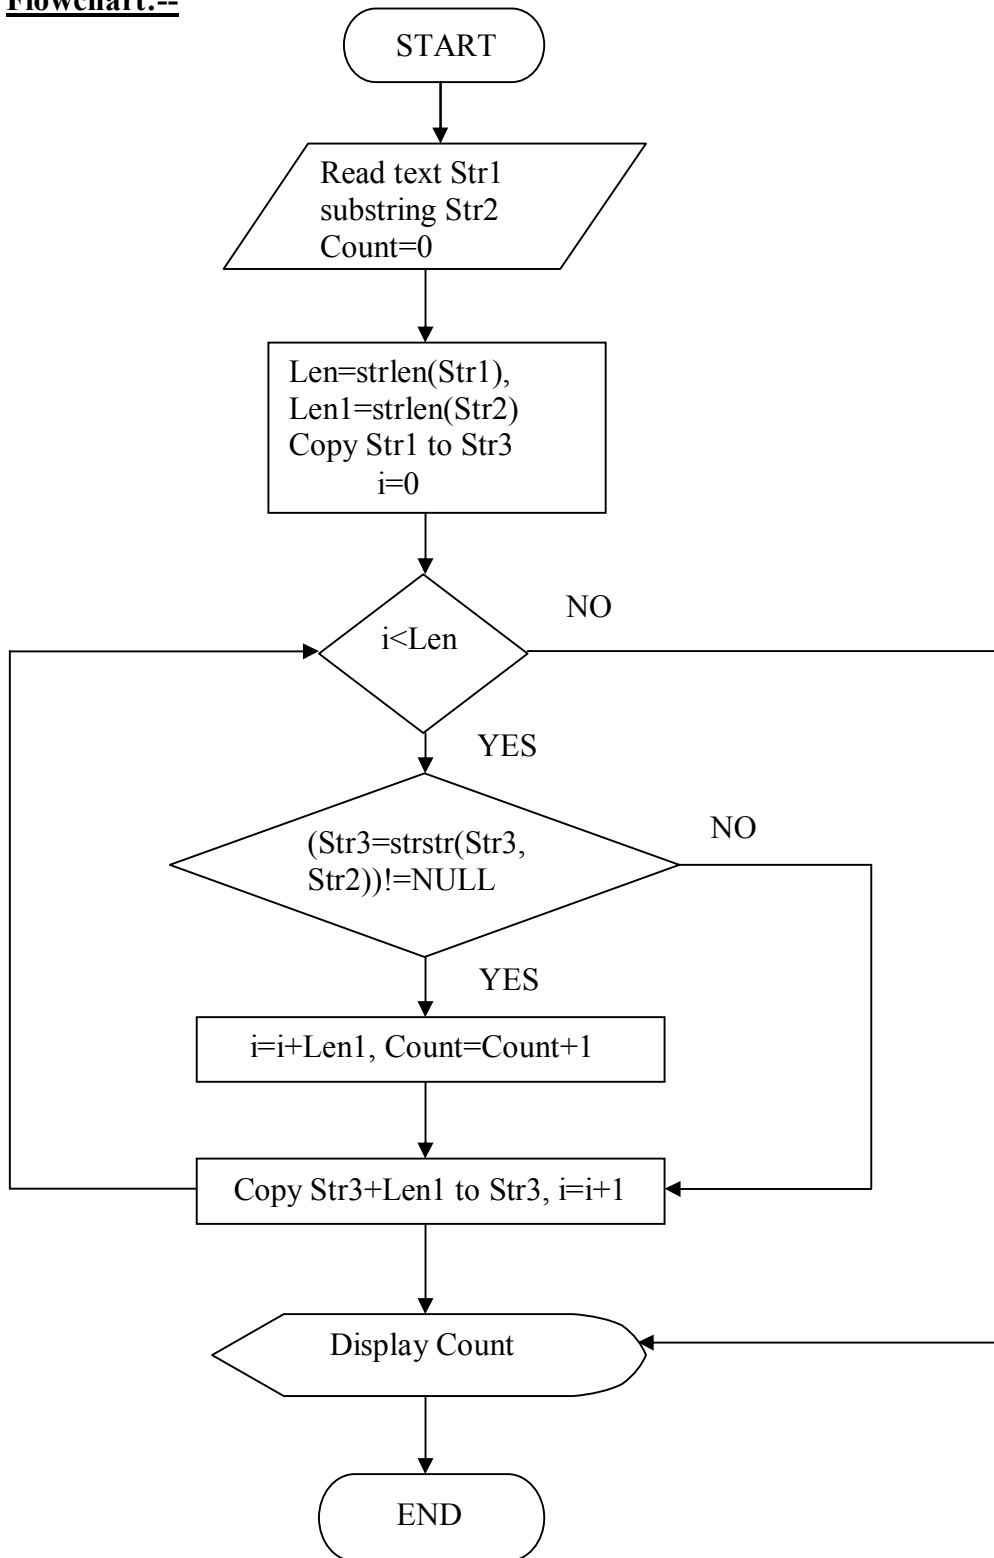 Flowchart:--
START
Read text Str1
substring Str2
Count=0
Len=strlen(Str1),
Len1=strlen(Str2)
Copy Str1 to Str3
i=0
i<Len
NO
YES
(Str3=strstr(Str3,
Str2))!=NULL
NO
YES
i=i+Len1, Count=Count+1
Copy Str3+Len1 to Str3, i=i+1
Display Count
END